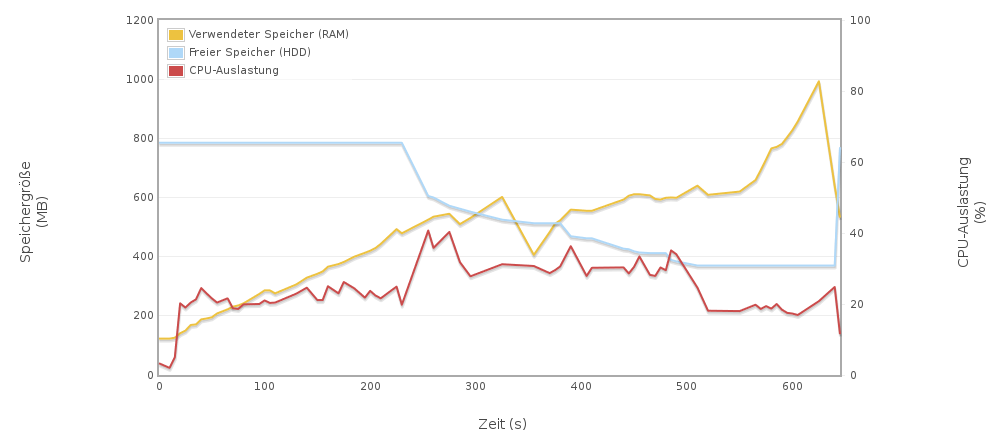 1200
1000
800
600
400
200
0
Verwendeter Speicher (RAM)
Freier Speicher (HDD)
CPU-Auslastung
100
80
60
40
20
0
0 100 200 300 400 500 600
Speichergröße
(MB)
CPU-Auslastung
(%)
Zeit (s)